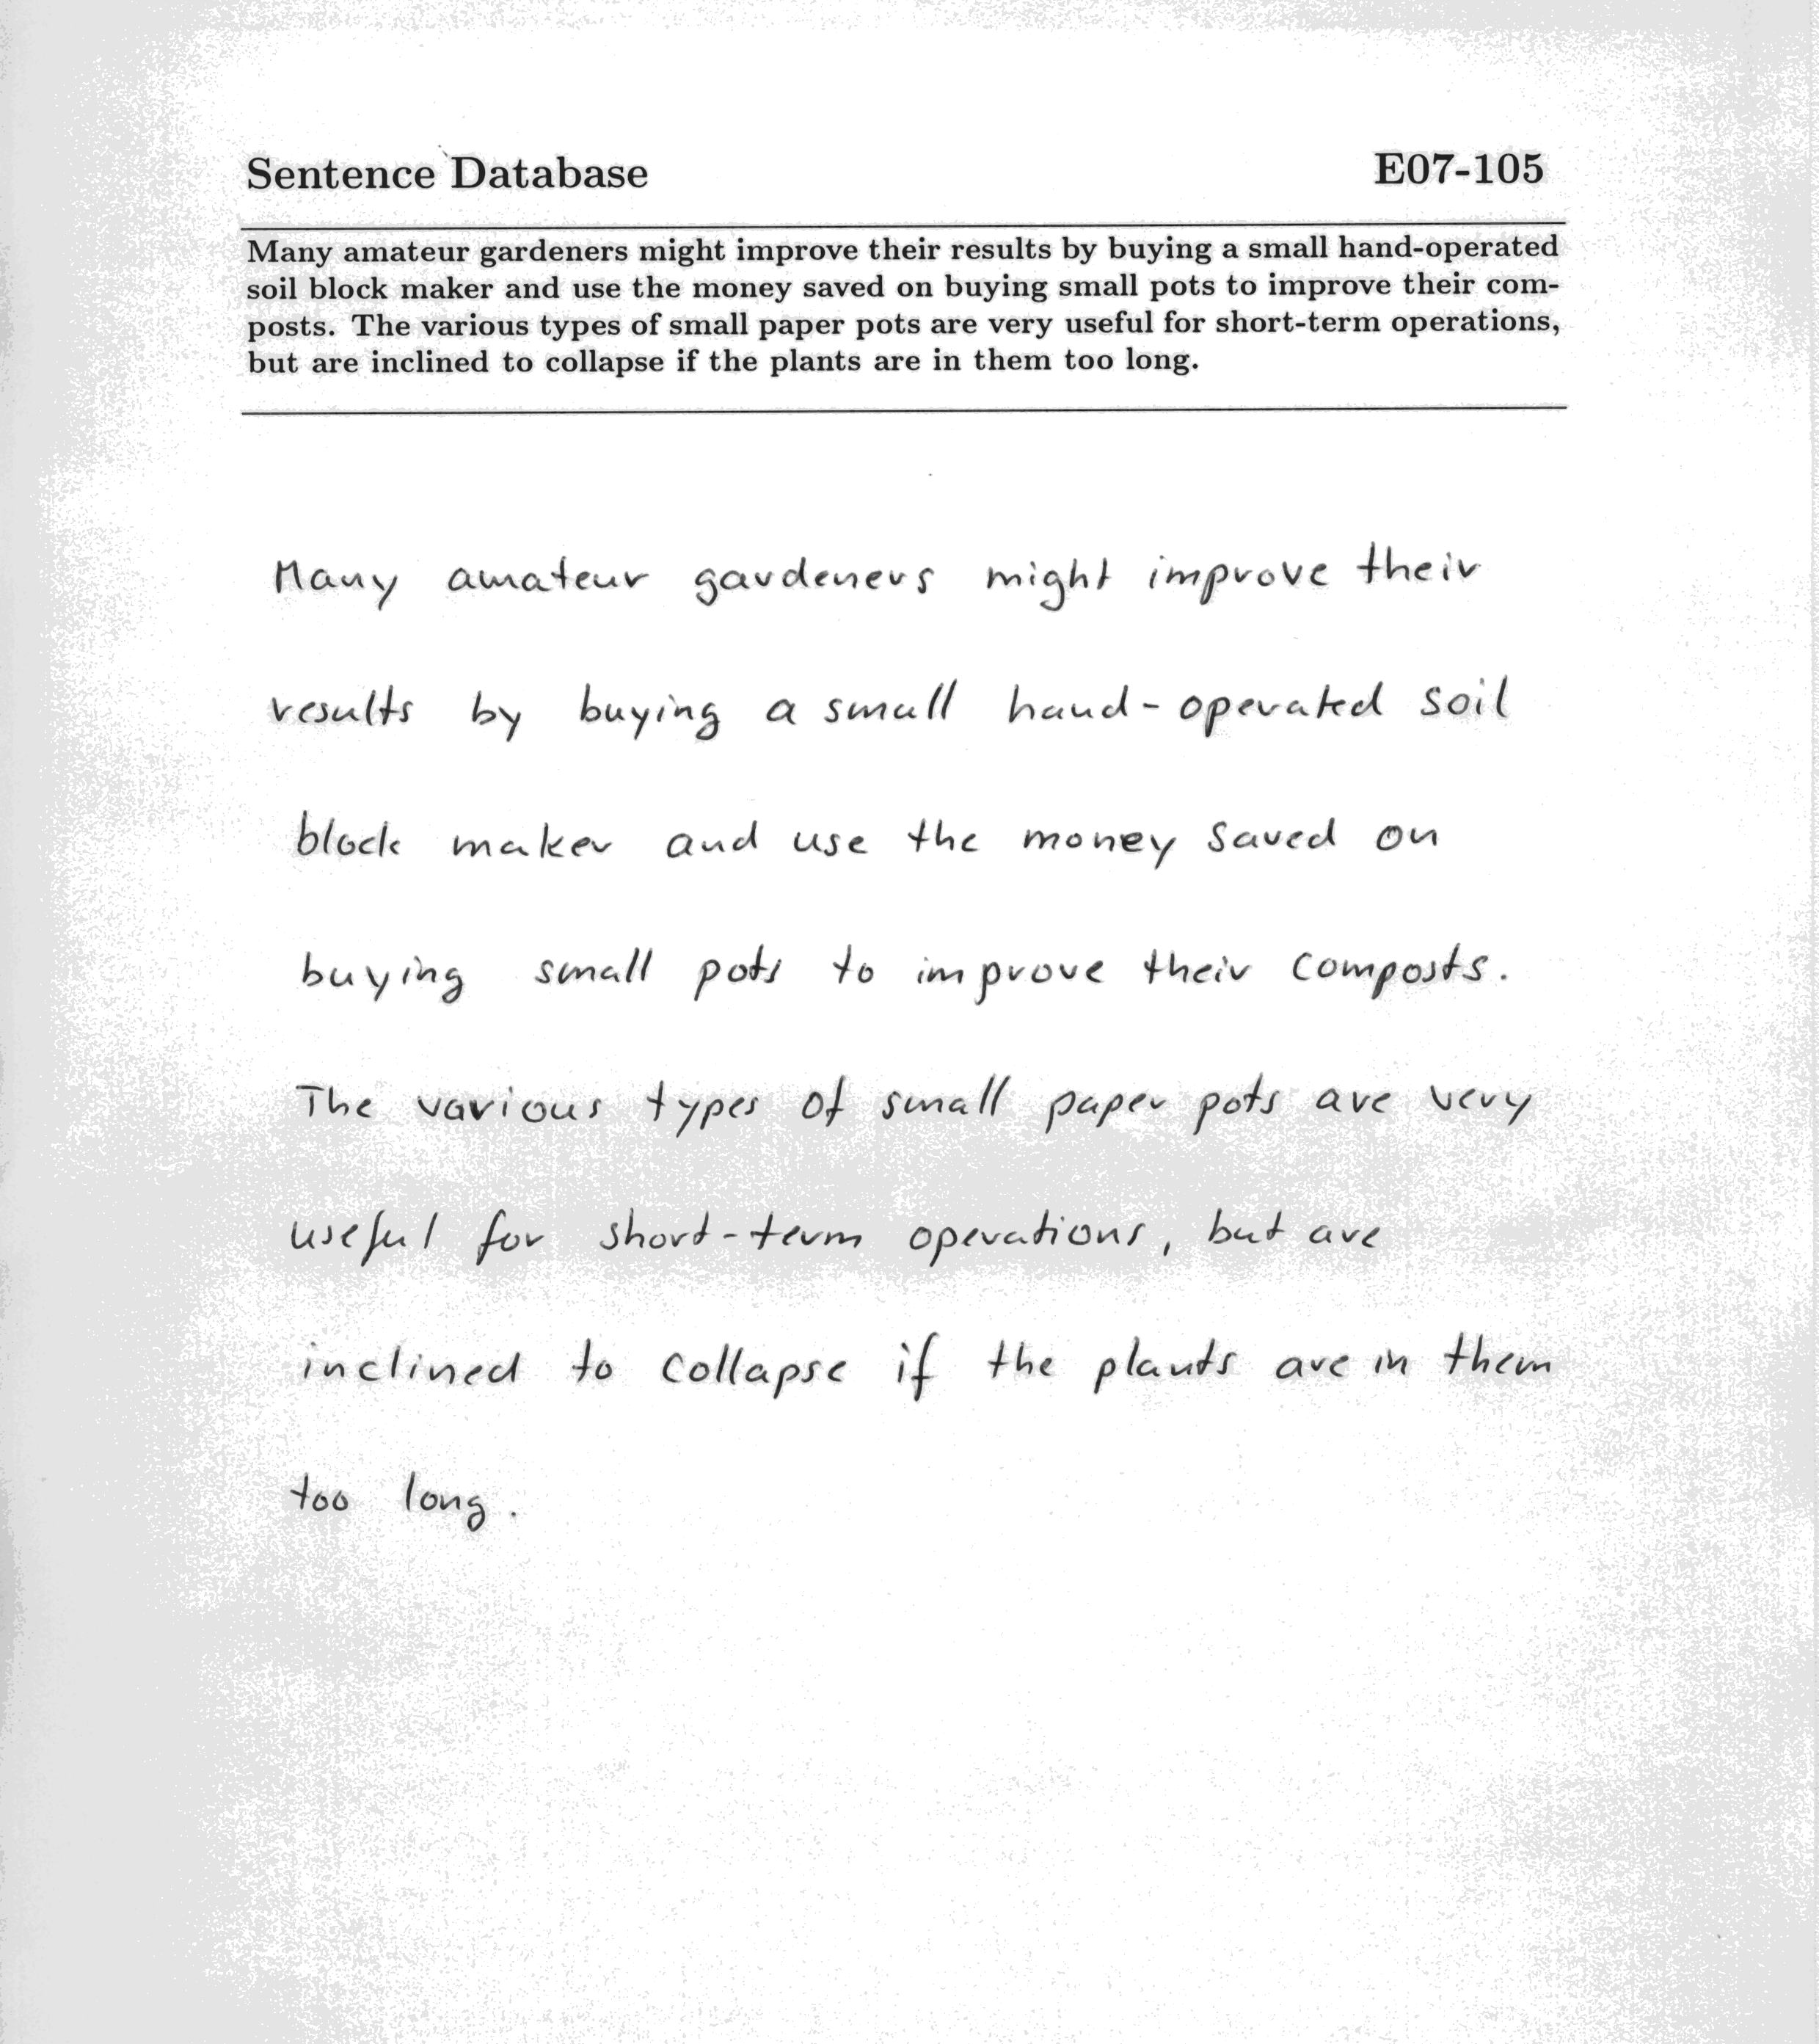 Sentence Database E07-105
Many amateur gardeners might improve their results by buying a small hand-operated
soil block maker and use the money saved on buying small pots to improve their com-
posts. The various types of small paper pots are very useful for short-term operations,
but are inclined to collapse if the plants are in them too long.
Many amateur gardeners might improve their
results by buying a small hand-operated soil
block maker and use the money saved on
buying small pots to improve their composts.
The various types of small paper pots are very
useful for short-term operations, but are
inclined to collapse if the plants are in them
too long.